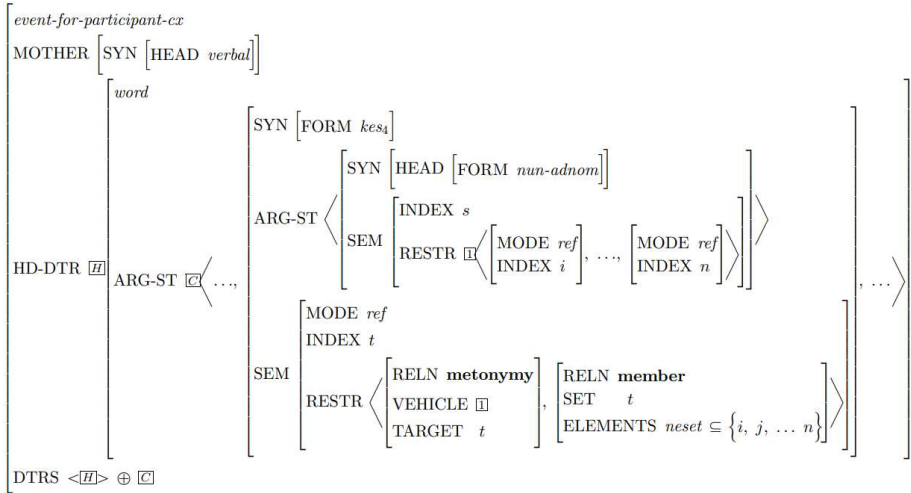 event-for-participant-cx
MOTHER [SYN [HEAD verbal]]
word
SYN [FORM kes₄]
SYN [HEAD [FORM nun-adnom]]
ARG-ST ⟨
INDEX s
SEM
MODE ref MODE ref
RESTR 1⟨ , …, ⟩
INDEX i INDEX n
HD-DTR H
ARG-ST C⟨ …, , … ⟩
MODE ref
INDEX t
SEM
RELN metonymy RELN member
RESTR ⟨ VEHICLE 1 , SET t ⟩
TARGET t ELEMENTS neset ⊆ {i, j, … n}
DTRS <H> ⊕ C